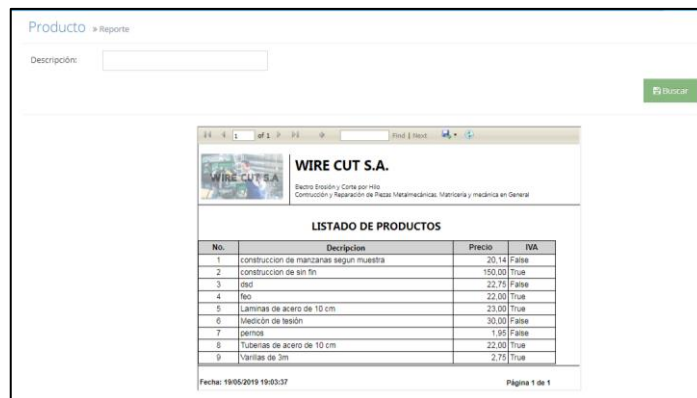 Producto » Reporte
Descripción:
Buscar
1 of 1 Find | Next
WIRE CUT S.A
WIRE CUT S.A.
Electro Erosión y Corte por Hilo
Contrucción y Reparación de Piezas Metalmecánicas, Matricería y mecánica en General
LISTADO DE PRODUCTOS
No. Decripcion Precio IVA
1 construccion de manzanas segun muestra 20,14 False
2 construccion de sin fin 150,00 True
3 dsd 22,75 False
4 feo 22,00 True
5 Laminas de acero de 10 cm 23,00 True
6 Medicón de tesión 30,00 False
7 pernos 1,95 False
8 Tuberias de acero de 10 cm 22,00 True
9 Varillas de 3m 2,75 True
Fecha: 19/05/2019 19:03:37 Página 1 de 1